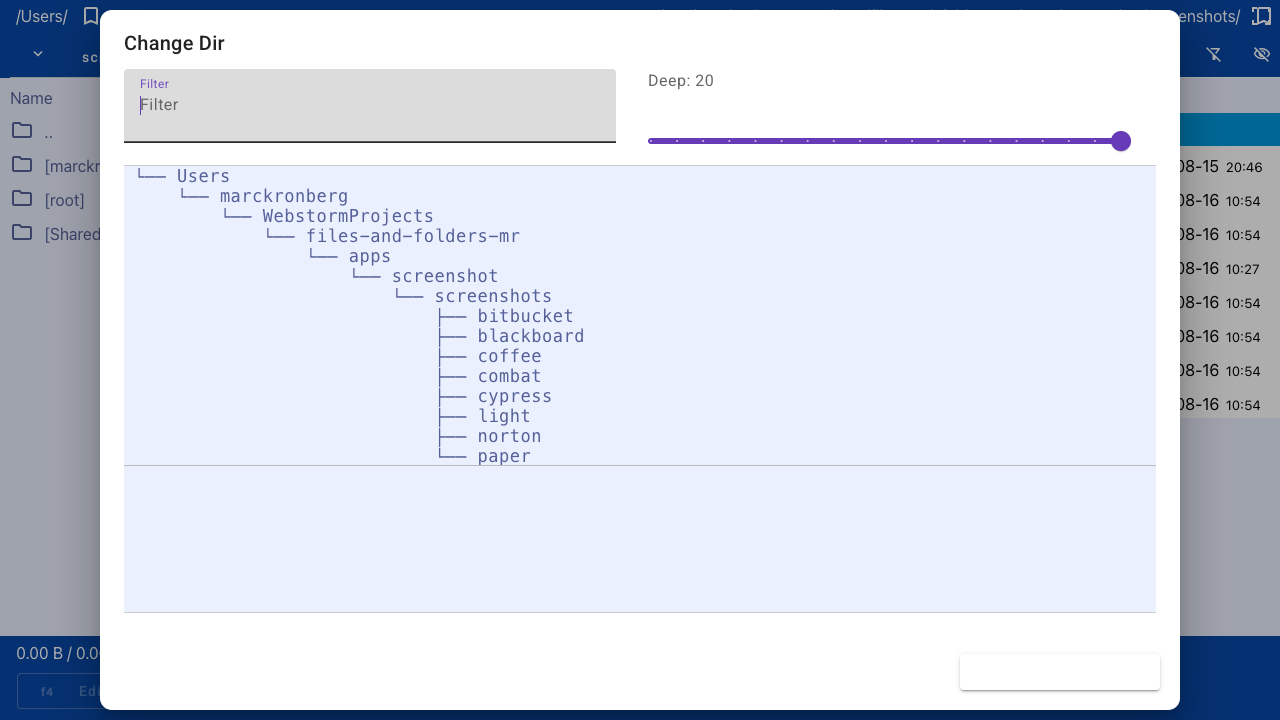 /Users/
enshots/
sc
Change Dir
Filter
Filter
Deep: 20
Name
..
[marckr
[root]
[Shared
└── Users
└── marckronberg
└── WebstormProjects
└── files-and-folders-mr
└── apps
└── screenshot
└── screenshots
├── bitbucket
├── blackboard
├── coffee
├── combat
├── cypress
├── light
├── norton
└── paper
08-15 20:46
08-16 10:54
08-16 10:54
08-16 10:27
08-16 10:54
08-16 10:54
08-16 10:54
08-16 10:54
0.00 B / 0.0
f4 Edi